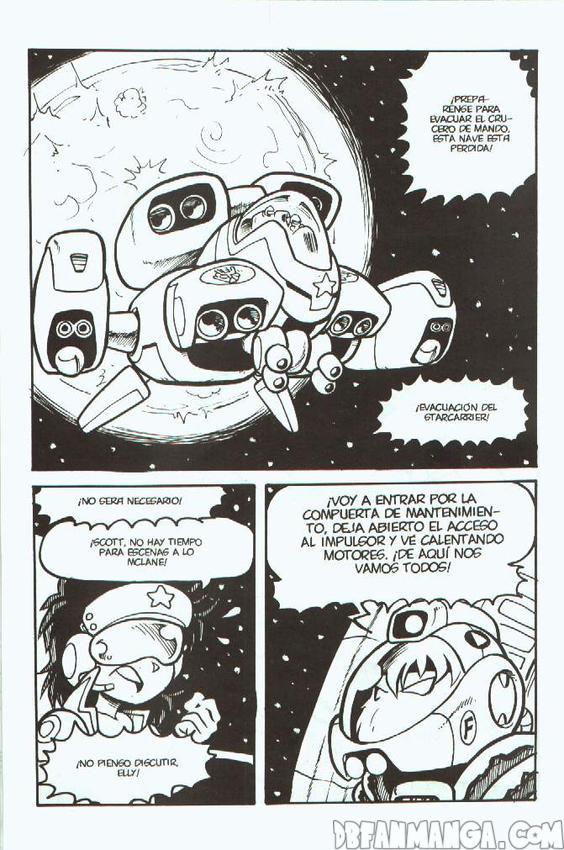 ¡PREPA-
RENSE PARA
EVACUAR EL CRU-
CERO DE MANDO,
ESTA NAVE ESTÁ
PERDIDA!
¡EVACUACIÓN DEL
STARCARRIER!
¡NO SERÁ NECESARIO!
¡SCOTT, NO HAY TIEMPO
PARA ESCENAS A LO
MCLANE!
¡NO PIENSO DISCUTIR,
ELLY!
¡VOY A ENTRAR POR LA
COMPUERTA DE MANTENIMIEN-
TO, DEJA ABIERTO EL ACCESO
AL IMPULSOR Y VE CALENTANDO
MOTORES. ¡DE AQUÍ NOS
VAMOS TODOS!
F
DBFANMANGA.COM